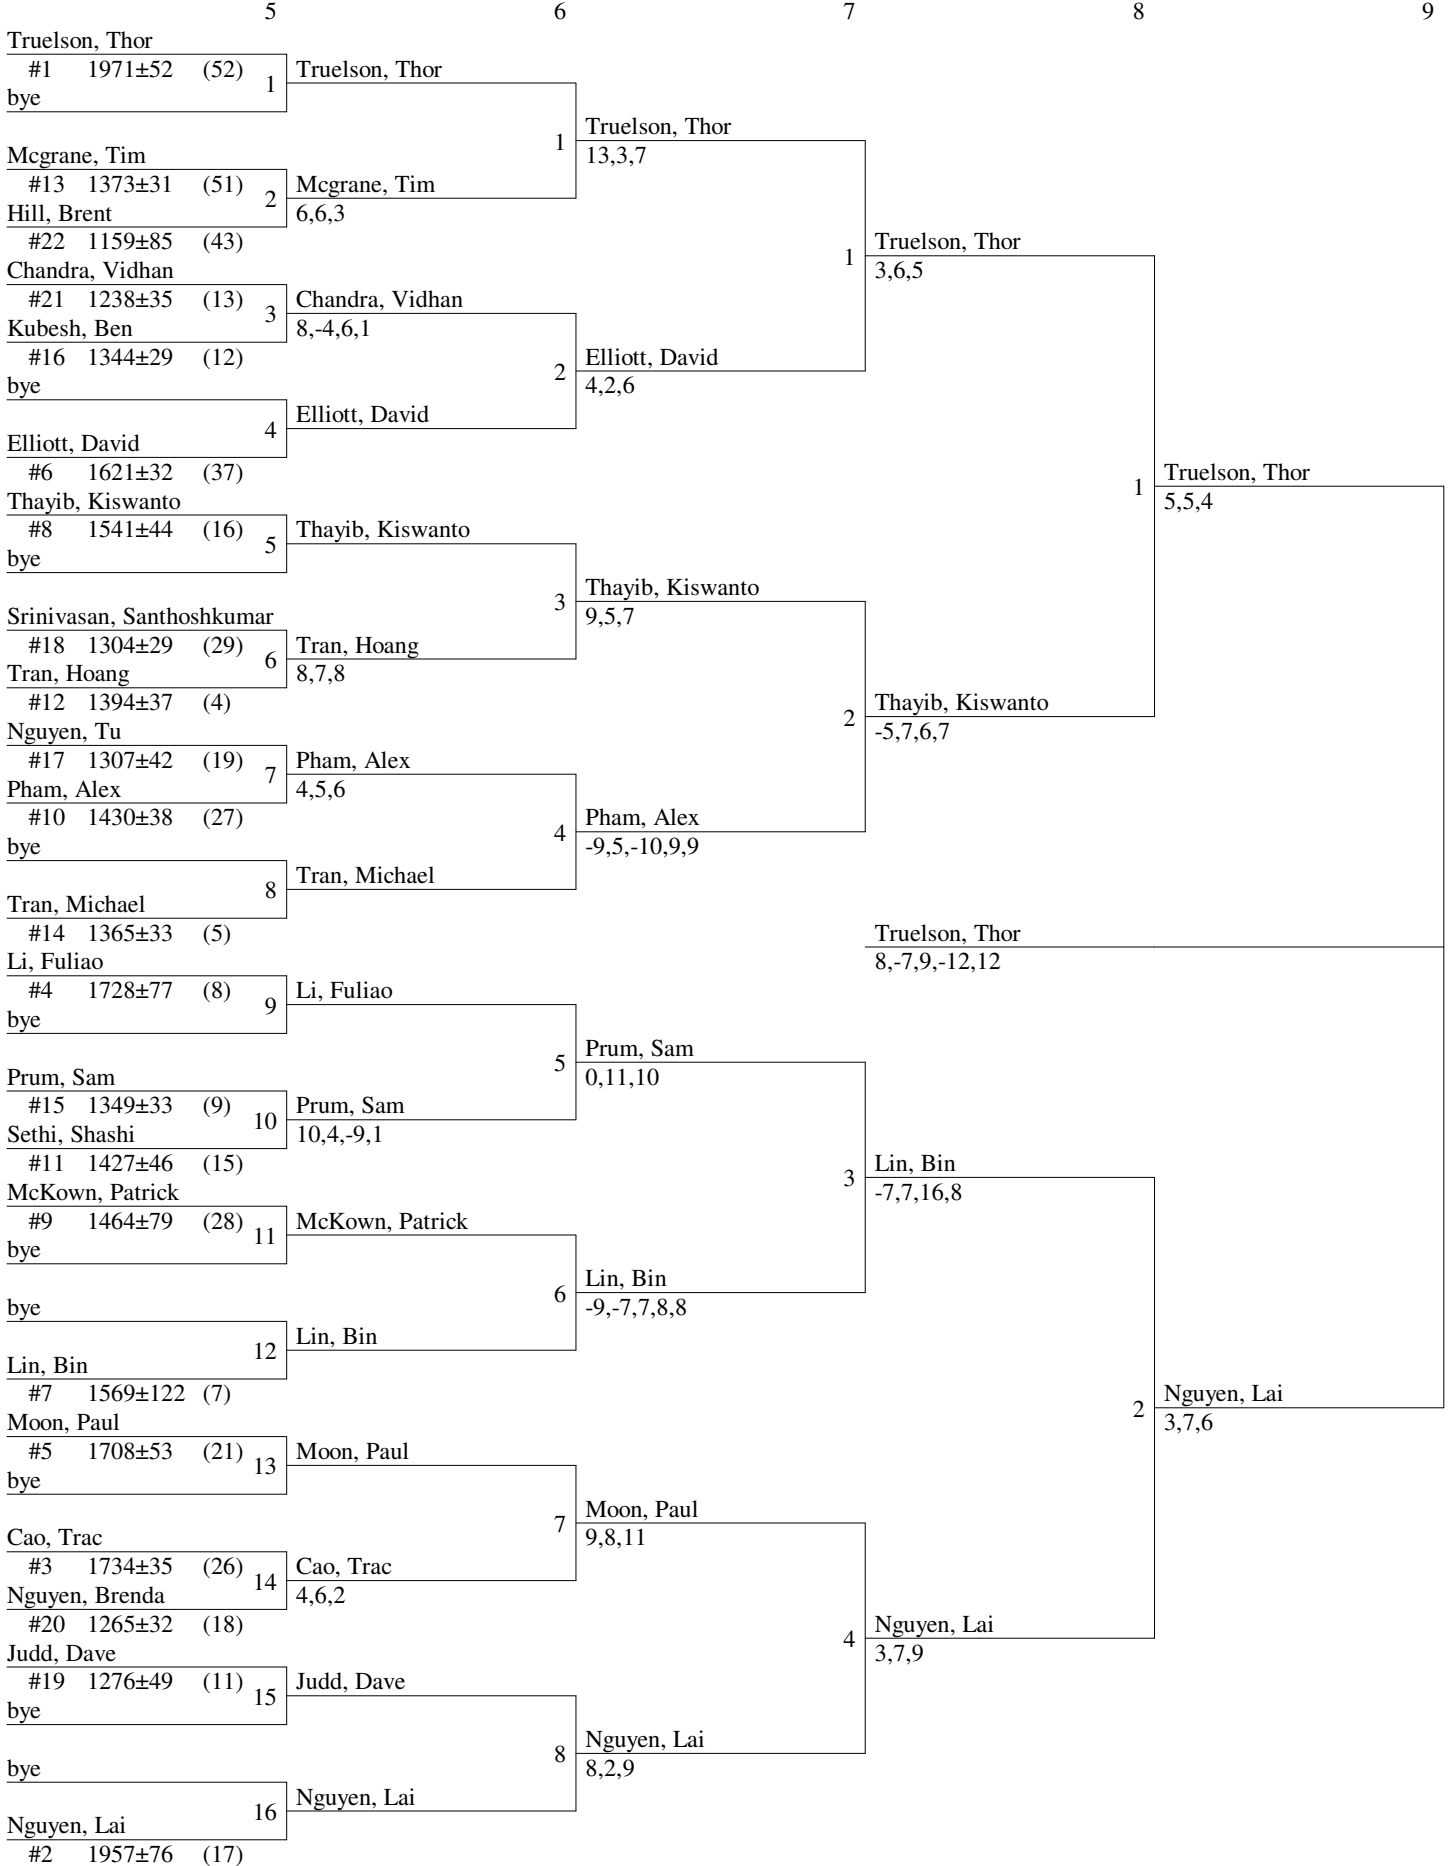 5 6 7 8 9
Truelson, Thor
#1 1971±52 (52)
bye
1
Mcgrane, Tim
#13 1373±31 (51)
Hill, Brent
#22 1159±85 (43)
2
Chandra, Vidhan
#21 1238±35 (13)
Kubesh, Ben
#16 1344±29 (12)
3
bye
Elliott, David
#6 1621±32 (37)
4
Thayib, Kiswanto
#8 1541±44 (16)
bye
5
Srinivasan, Santhoshkumar
#18 1304±29 (29)
Tran, Hoang
#12 1394±37 (4)
6
Nguyen, Tu
#17 1307±42 (19)
Pham, Alex
#10 1430±38 (27)
7
bye
Tran, Michael
#14 1365±33 (5)
8
Li, Fuliao
#4 1728±77 (8)
bye
9
Prum, Sam
#15 1349±33 (9)
Sethi, Shashi
#11 1427±46 (15)
10
McKown, Patrick
#9 1464±79 (28)
bye
11
bye
Lin, Bin
#7 1569±122 (7)
12
Moon, Paul
#5 1708±53 (21)
bye
13
Cao, Trac
#3 1734±35 (26)
Nguyen, Brenda
#20 1265±32 (18)
14
Judd, Dave
#19 1276±49 (11)
bye
15
bye
Nguyen, Lai
#2 1957±76 (17)
16
Truelson, Thor
Mcgrane, Tim
6,6,3
1
Chandra, Vidhan
8,-4,6,1
Elliott, David
2
Thayib, Kiswanto
Tran, Hoang
8,7,8
3
Pham, Alex
4,5,6
Tran, Michael
4
Li, Fuliao
Prum, Sam
10,4,-9,1
5
McKown, Patrick
Lin, Bin
6
Moon, Paul
Cao, Trac
4,6,2
7
Judd, Dave
Nguyen, Lai
8
Truelson, Thor
13,3,7
Elliott, David
4,2,6
1
Thayib, Kiswanto
9,5,7
Pham, Alex
-9,5,-10,9,9
2
Prum, Sam
0,11,10
Lin, Bin
-9,-7,7,8,8
3
Moon, Paul
9,8,11
Nguyen, Lai
8,2,9
4
Truelson, Thor
3,6,5
Thayib, Kiswanto
-5,7,6,7
1
Lin, Bin
-7,7,16,8
Nguyen, Lai
3,7,9
2
Truelson, Thor
5,5,4
Nguyen, Lai
3,7,6
Truelson, Thor
8,-7,9,-12,12